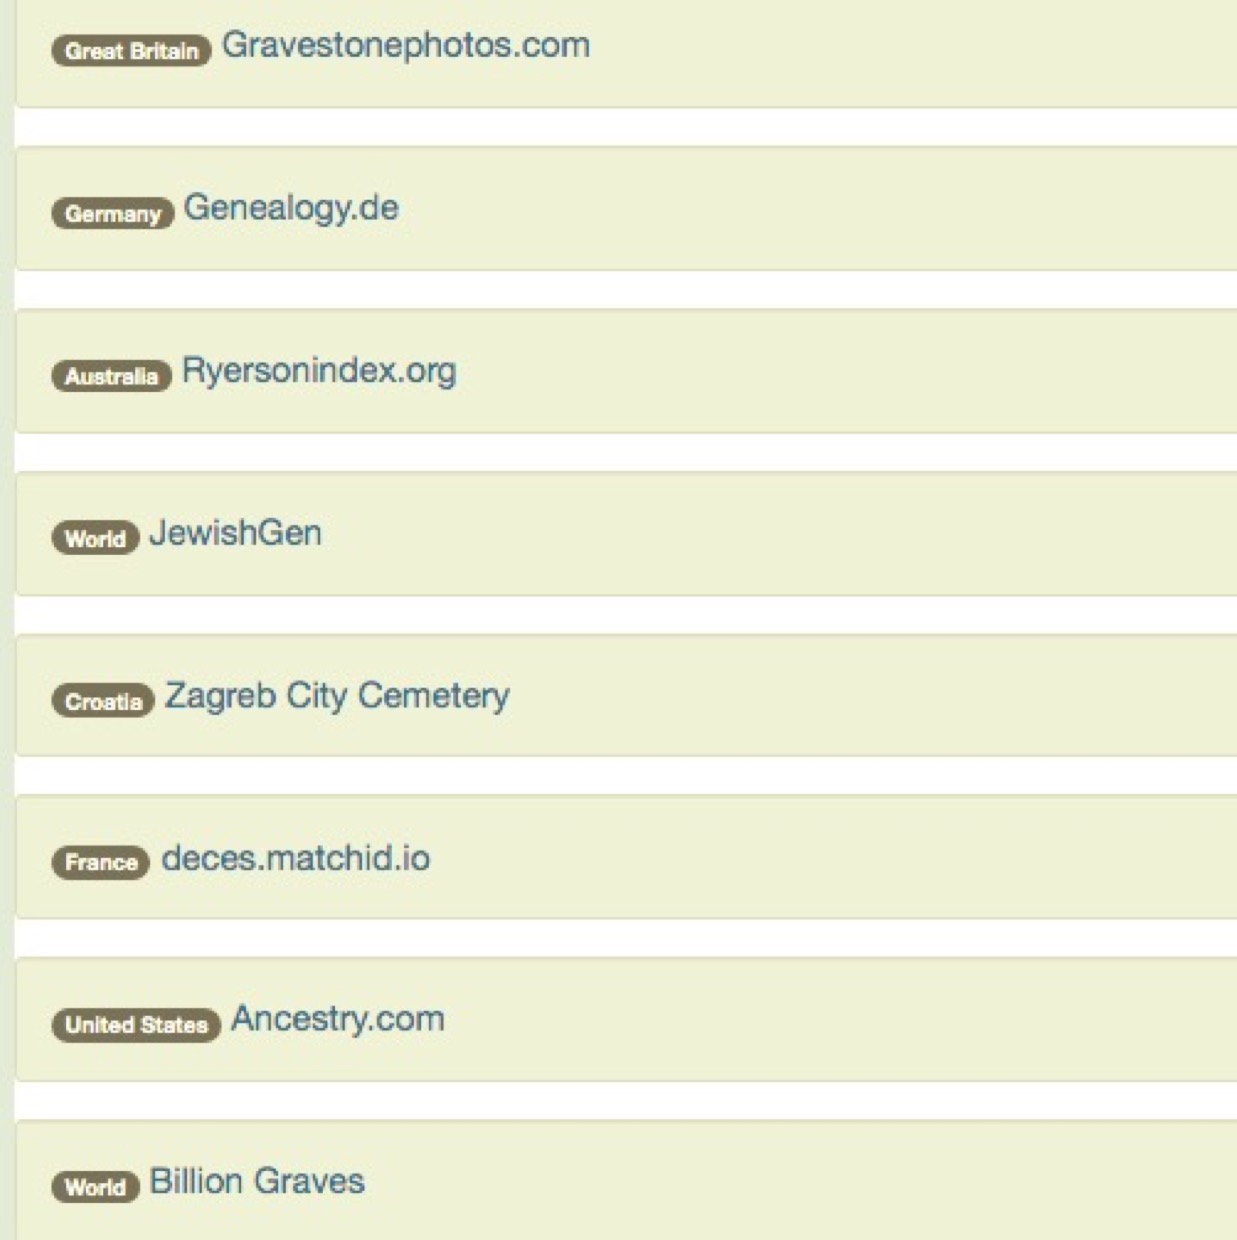 Great Britain Gravestonephotos.com
Germany Genealogy.de
Australia Ryersonindex.org
World JewishGen
Croatia Zagreb City Cemetery
France deces.matchid.io
United States Ancestry.com
World Billion Graves